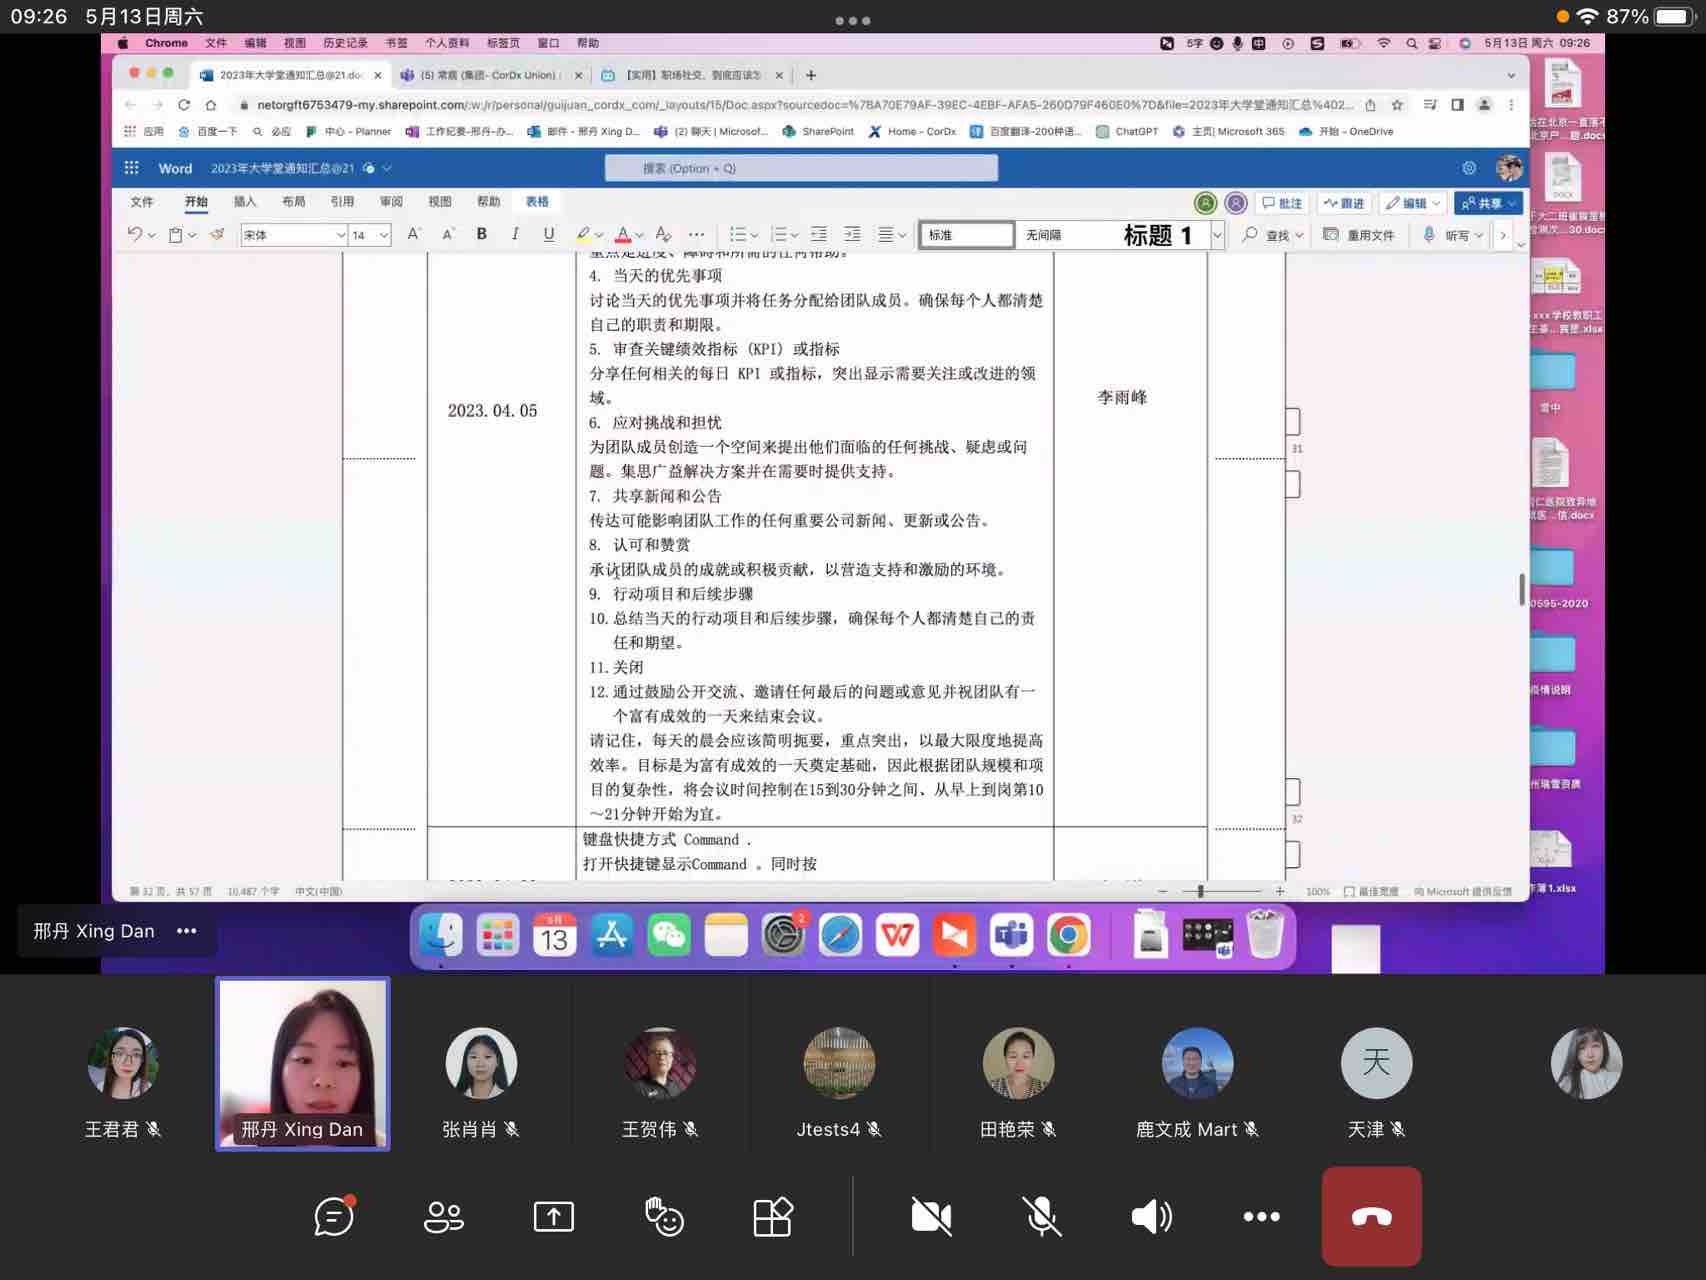 09:26 5月13日周六
87%
Chrome 文件 编辑 视图 历史记录 书签 个人资料 标签页 窗口 帮助
5字
5月13日 周六 09:26
2023年大学堂通知汇总@21.do
(5) 常规 (集团- CorDx Union) |
【实用】职场社交，到底应该怎
netorgft6753479-my.sharepoint.com/:w:/r/personal/guijuan_cordx_com/_layouts/15/Doc.aspx?sourcedoc=%7BA70E79AF-39EC-4EBF-AFA5-260D79F460E0%7D&file=2023年大学堂通知汇总%402...
应用 百度一下 必应 中心 - Planner 工作纪要-邢丹-办... 邮件 - 邢丹 Xing D... (2) 聊天 | Microsof... SharePoint Home - CorDx 百度翻译-200种语... ChatGPT 主页| Microsoft 365 开始 - OneDrive
Word 2023年大学堂通知汇总@21
搜索 (Option + Q)
文件 开始 插入 布局 引用 审阅 视图 帮助 表格
批注 跟进 编辑 共享
宋体 14 A A B I U A
标准 无间隔 标题 1
查找 重用文件 听写
重点是进度、障碍和所需的任何帮助。
4. 当天的优先事项
讨论当天的优先事项并将任务分配给团队成员。确保每个人都清楚
自己的职责和期限。
5. 审查关键绩效指标 (KPI) 或指标
分享任何相关的每日 KPI 或指标，突出显示需要关注或改进的领
域。
2023.04.05
李雨峰
6. 应对挑战和担忧
为团队成员创造一个空间来提出他们面临的任何挑战、疑虑或问
题。集思广益解决方案并在需要时提供支持。
31
7. 共享新闻和公告
传达可能影响团队工作的任何重要公司新闻、更新或公告。
8. 认可和赞赏
承认团队成员的成就或积极贡献，以营造支持和激励的环境。
9. 行动项目和后续步骤
10. 总结当天的行动项目和后续步骤，确保每个人都清楚自己的责
任和期望。
11. 关闭
12. 通过鼓励公开交流、邀请任何最后的问题或意见并祝团队有一
个富有成效的一天来结束会议。
请记住，每天的晨会应该简明扼要，重点突出，以最大限度地提高
效率。目标是为富有成效的一天奠定基础，因此根据团队规模和项
目的复杂性，将会议时间控制在15到30分钟之间、从早上到岗第10
～21分钟开始为宜。
32
键盘快捷方式 Command .
打开快捷键显示Command 。同时按
第 32 页，共 57 页 10,487 个字 中文(中国)
100% 最佳宽度 向 Microsoft 提供反馈
DOCX
雪中
0695-2020
疫情说明
5月
13
2
邢丹 Xing Dan
王君君
邢丹 Xing Dan
张肖肖
王贺伟
Jtests4
田艳荣
鹿文成 Mart
天
天津